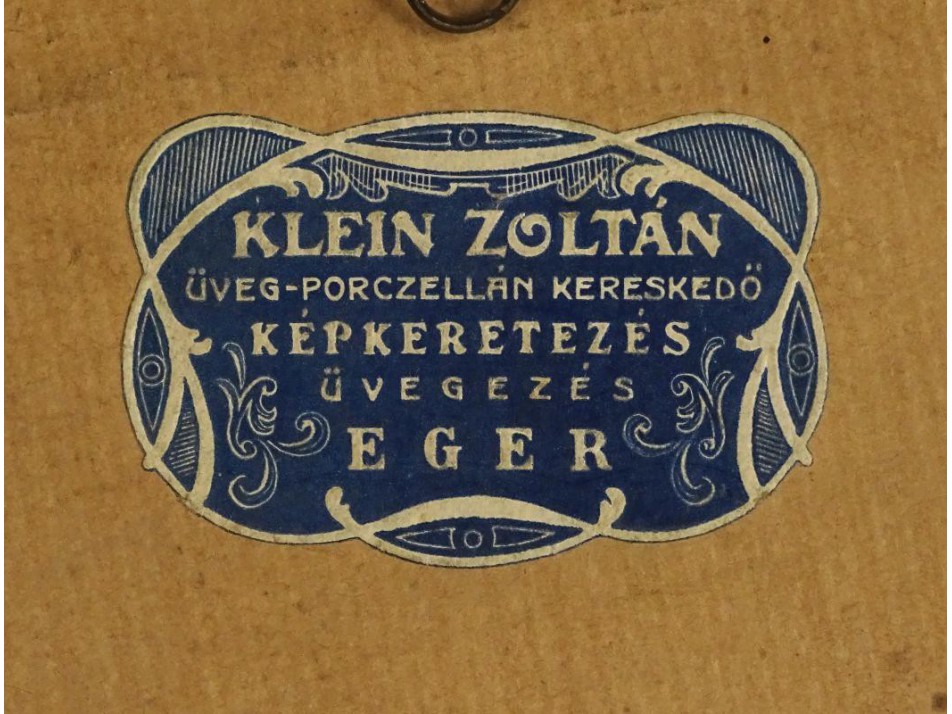 KLEIN ZOLTÁN
ÜVEG-PORCZELLÁN KERESKEDŐ
KÉPKERETEZÉS
ÜVEGEZÉS
EGER